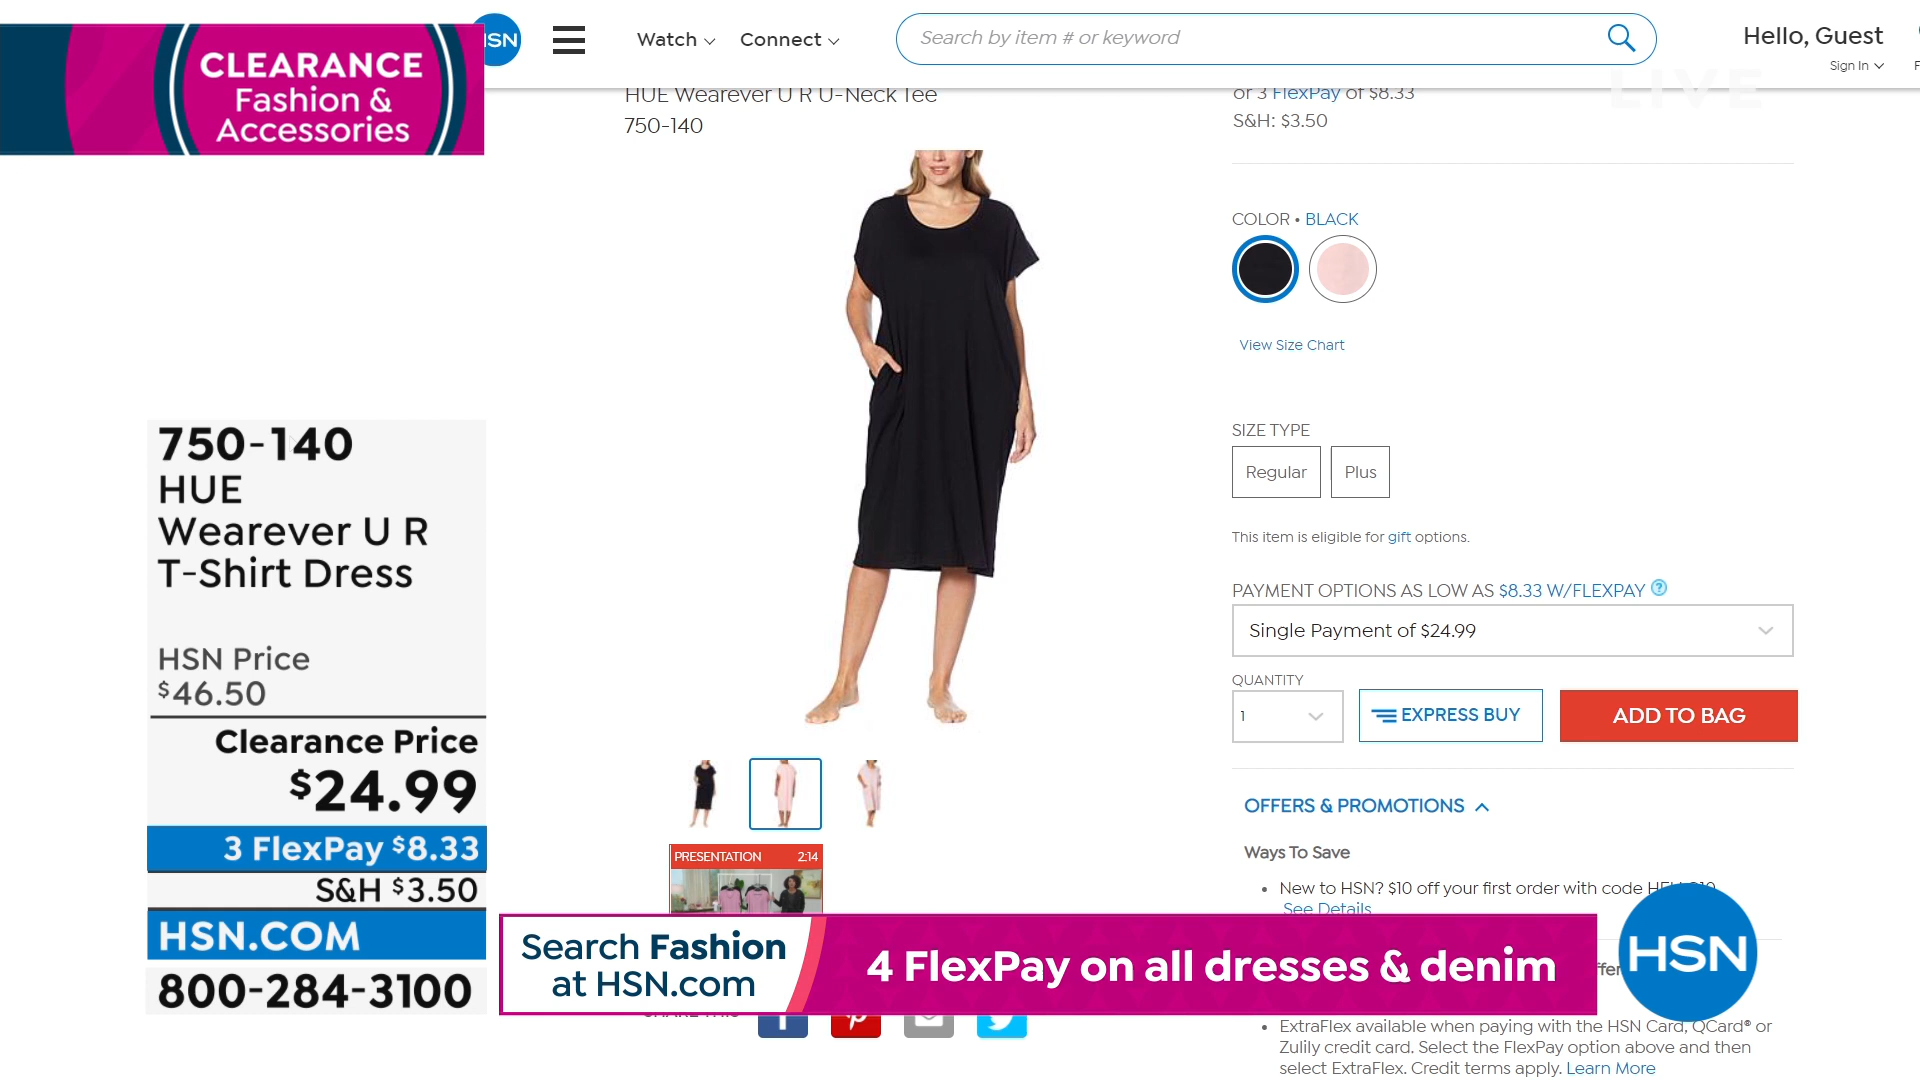 CLEARANCE
Fashion &
Accessories
HSN
Watch
Connect
Search by item # or keyword
Hello, Guest
Sign In
F
LIVE
HUE Wearever U R U-Neck Tee
750-140
or 3 FlexPay of $8.33
S&H: $3.50
COLOR • BLACK
View Size Chart
SIZE TYPE
Regular
Plus
This item is eligible for gift options.
PAYMENT OPTIONS AS LOW AS $8.33 W/FLEXPAY ?
Single Payment of $24.99
QUANTITY
1
EXPRESS BUY
ADD TO BAG
OFFERS & PROMOTIONS
Ways To Save
• New to HSN? $10 off your first order with code
See Details
• ExtraFlex available when paying with the HSN Card, QCard® or
Zulily credit card. Select the FlexPay option above and then
select ExtraFlex. Credit terms apply. Learn More
750-140
HUE
Wearever U R
T-Shirt Dress
HSN Price
$46.50
Clearance Price
$24.99
3 FlexPay $8.33
S&H $3.50
HSN.COM
800-284-3100
PRESENTATION 2:14
Search Fashion
at HSN.com
4 FlexPay on all dresses & denim
HSN